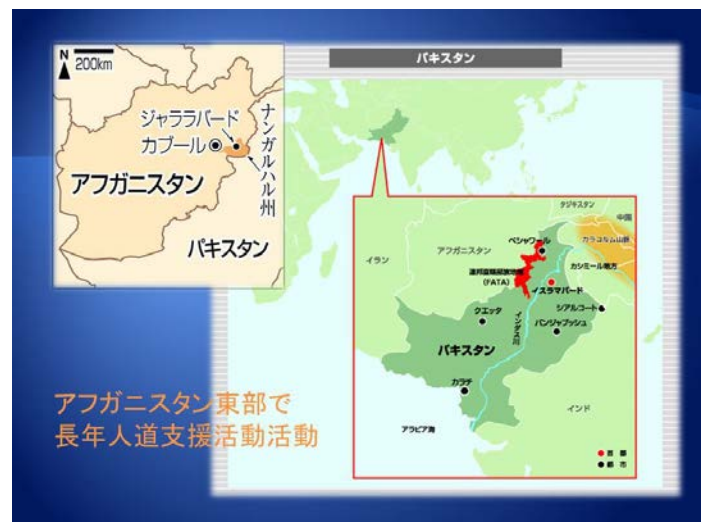 N
200km
ジャララバード
カブール
ナンガルハル州
アフガニスタン
パキスタン
パキスタン
タジキスタン
中国
カラコルム山脈
ペシャワール
アフガニスタン
イラン
カシミール地方
連邦直轄部族地域
(FATA)
イスラマバード
シアルコート
クエッタ
インダス川
パンジャブッシュ
パキスタン
カラチ
インド
アラビア海
首都
都市
アフガニスタン東部で
長年人道支援活動活動